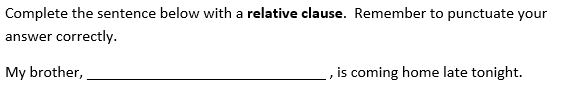 Complete the sentence below with a relative clause. Remember to punctuate your
answer correctly.
My brother, ________________________________ , is coming home late tonight.